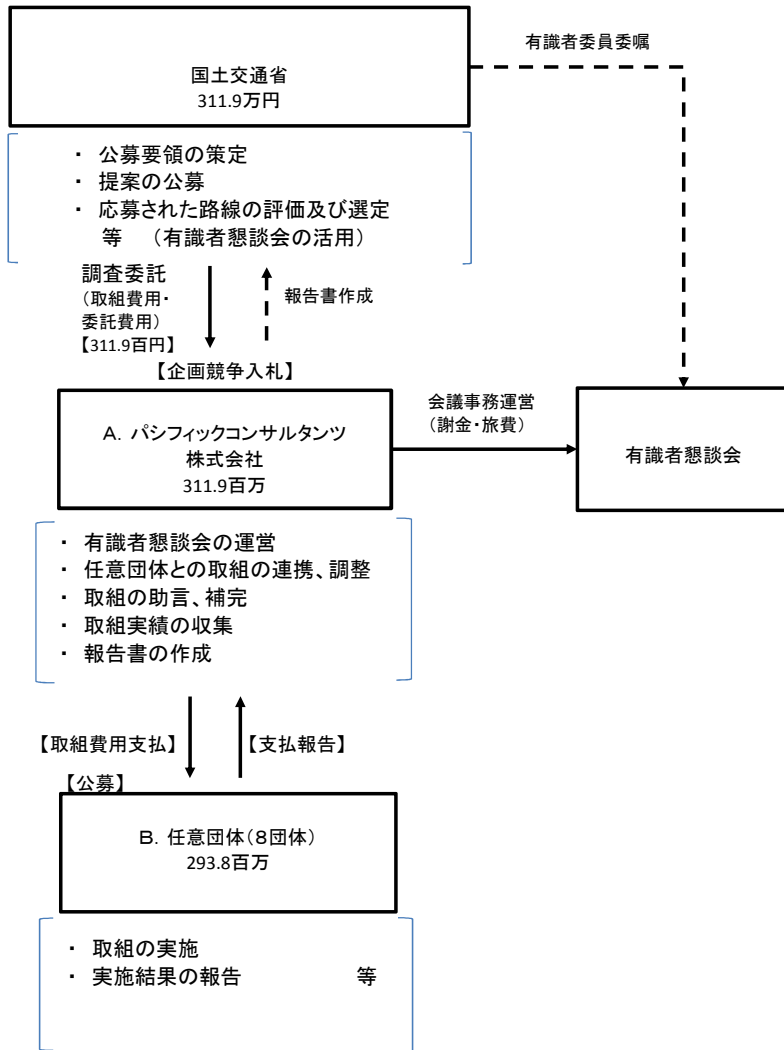 国土交通省
311.9万円
有識者委員委嘱
・ 公募要領の策定
・ 提案の公募
・ 応募された路線の評価及び選定
等 （有識者懇談会の活用）
調査委託
（取組費用・
委託費用）
【311.9百円】
報告書作成
【企画競争入札】
A．パシフィックコンサルタンツ
株式会社
311.9百万
会議事務運営
（謝金・旅費）
有識者懇談会
・ 有識者懇談会の運営
・ 任意団体との取組の連携、調整
・ 取組の助言、補完
・ 取組実績の収集
・ 報告書の作成
【取組費用支払】
【支払報告】
【公募】
B．任意団体（８団体）
293.8百万
・ 取組の実施
・ 実施結果の報告 等